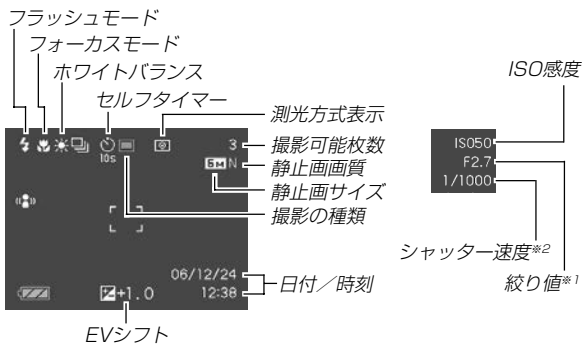 フラッシュモード
フォーカスモード
ホワイトバランス
セルフタイマー
測光方式表示
撮影可能枚数
静止画画質
静止画サイズ
撮影の種類
10s
3
6M N
06/12/24
12:38
日付/時刻
+1.0
EVシフト
ISO感度
ISO50
F2.7
1/1000
シャッター速度※2
絞り値※1